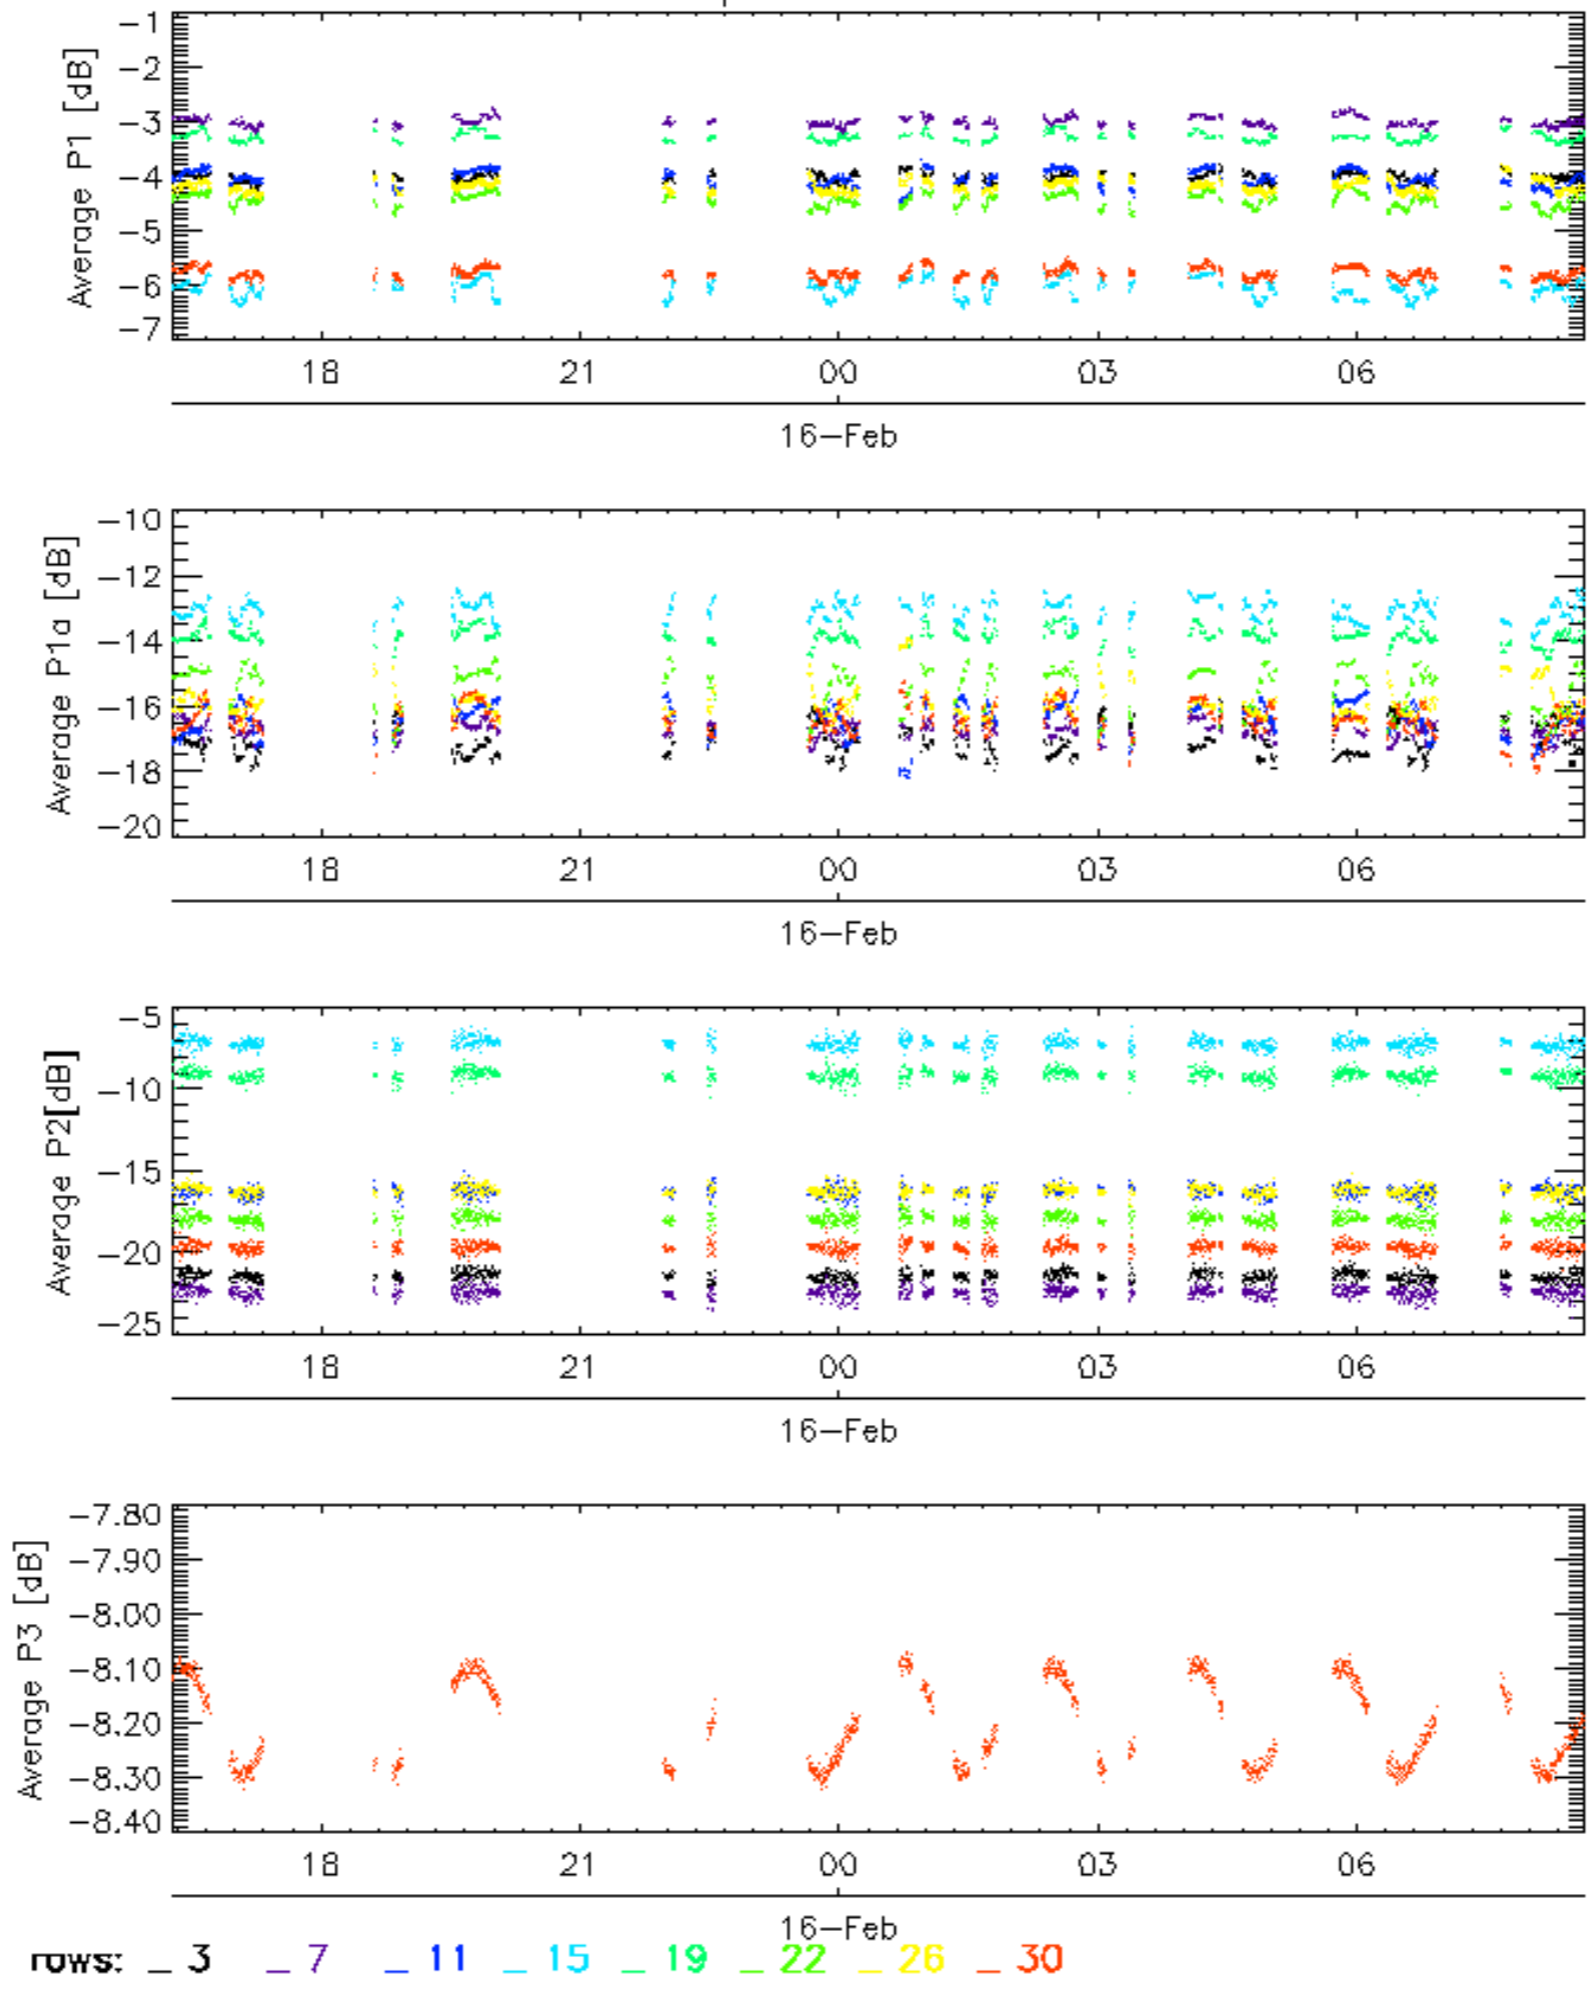 Average P1 [dB]
−1
−2
−3
−4
−5
−6
−7
18 21 00 03 06
16−Feb
Average P1a [dB]
−10
−12
−14
−16
−18
−20
18 21 00 03 06
16−Feb
Average P2[dB]
−5
−10
−15
−20
−25
18 21 00 03 06
16−Feb
Average P3 [dB]
−7.80
−7.90
−8.00
−8.10
−8.20
−8.30
−8.40
18 21 00 03 06
16−Feb
rows: _ 3 _ 7 _ 11 _ 15 _ 19 _ 22 _ 26 _ 30